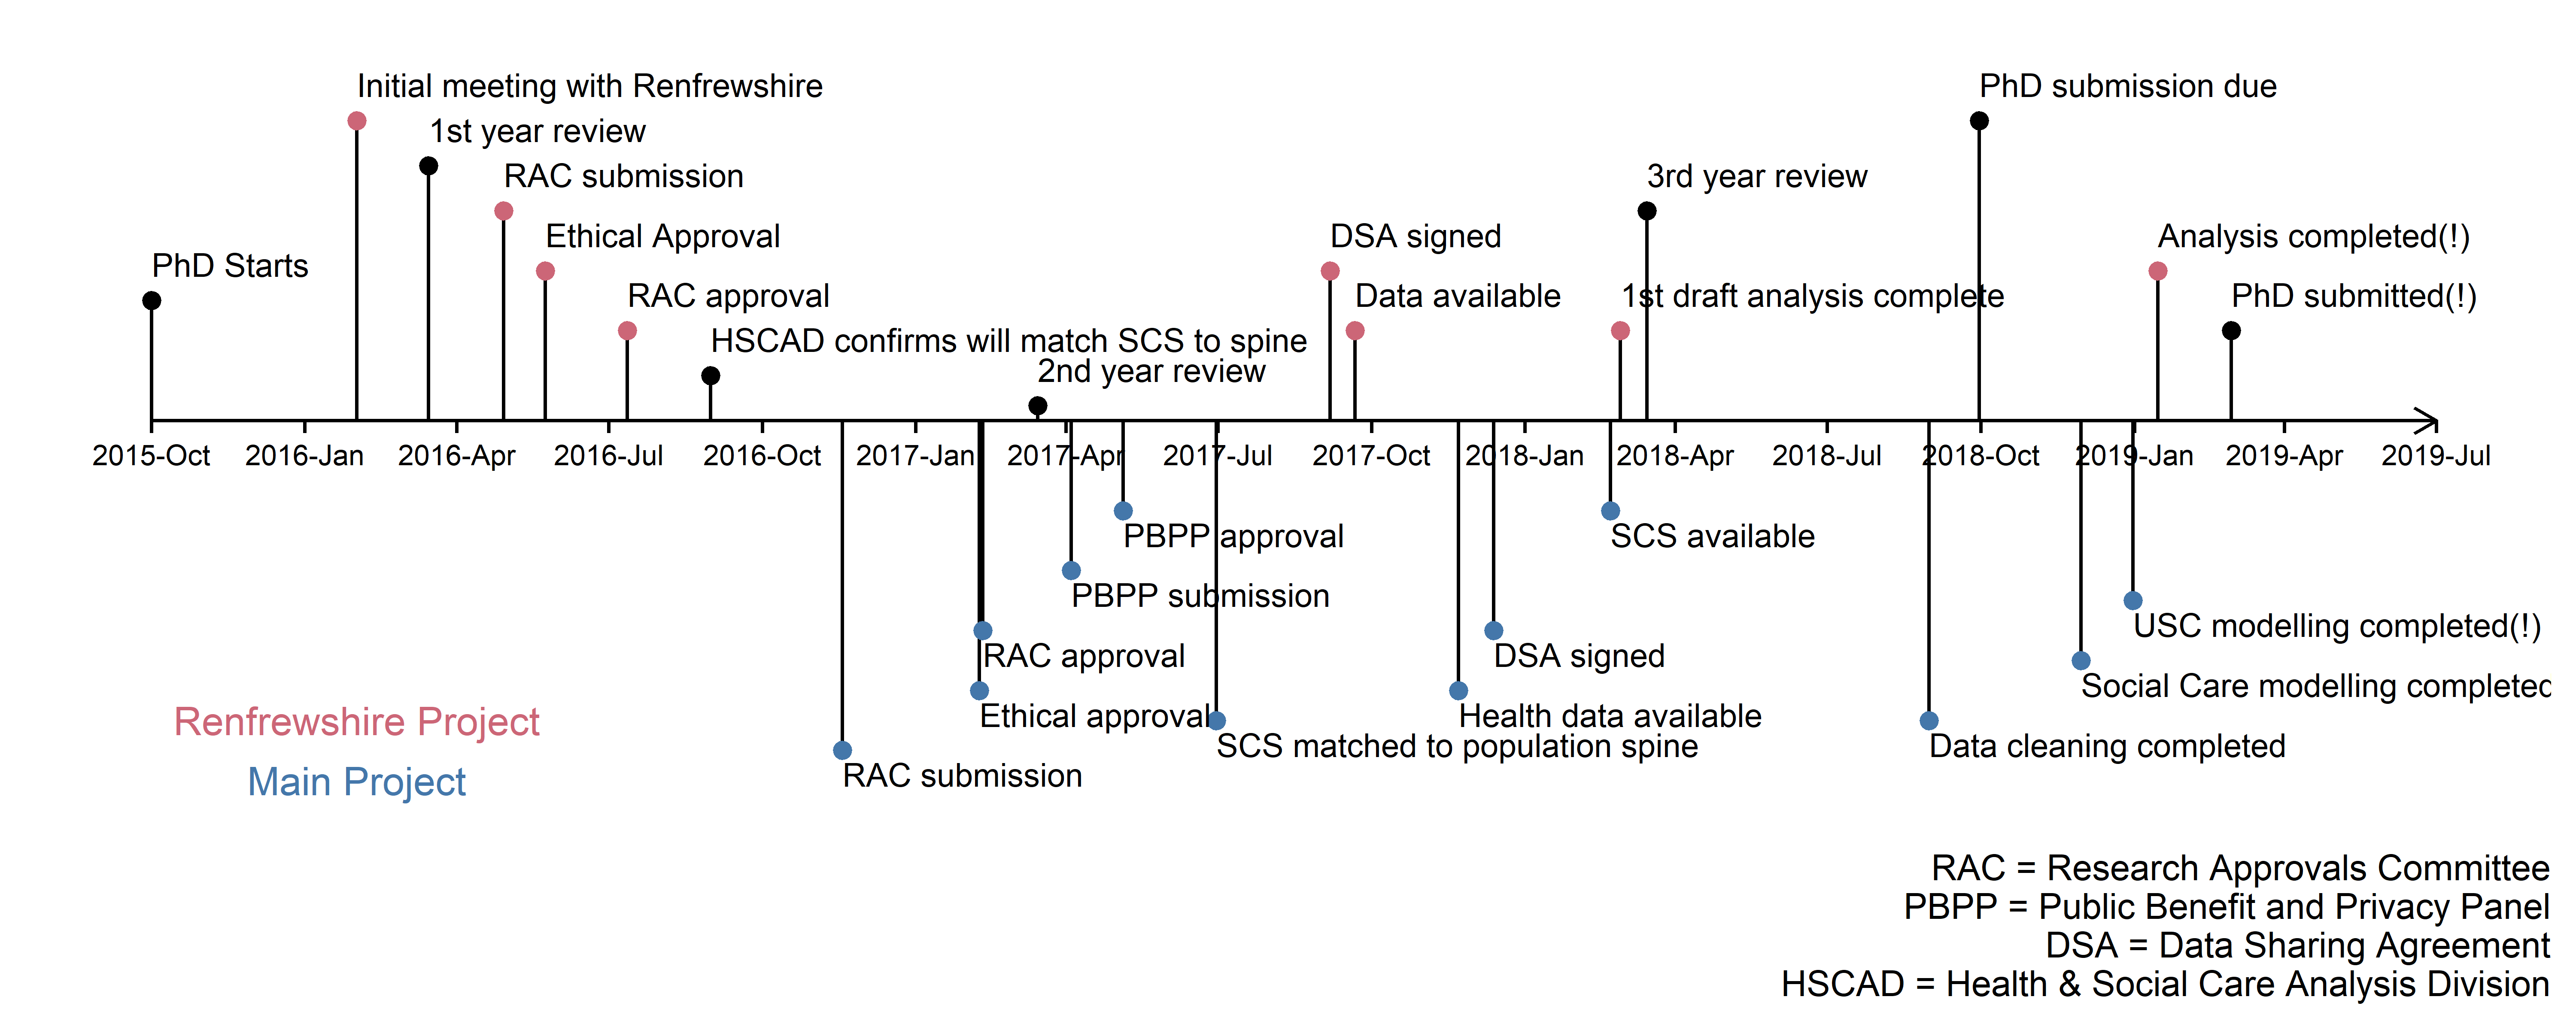 Initial meeting with Renfrewshire
PhD submission due
1st year review
RAC submission
3rd year review
Ethical Approval
DSA signed
Analysis completed(!)
PhD Starts
RAC approval
Data available
1st draft analysis complete
PhD submitted(!)
HSCAD confirms will match SCS to spine
2nd year review
2015-Oct
2016-Jan
2016-Apr
2016-Jul
2016-Oct
2017-Jan
2017-Apr
2017-Jul
2017-Oct
2018-Jan
2018-Apr
2018-Jul
2018-Oct
2019-Jan
2019-Apr
2019-Jul
PBPP approval
SCS available
PBPP submission
USC modelling completed(!)
RAC approval
DSA signed
Social Care modelling completed
Ethical approval
Health data available
SCS matched to population spine
Data cleaning completed
RAC submission
Renfrewshire Project
Main Project
RAC = Research Approvals Committee
PBPP = Public Benefit and Privacy Panel
DSA = Data Sharing Agreement
HSCAD = Health & Social Care Analysis Division